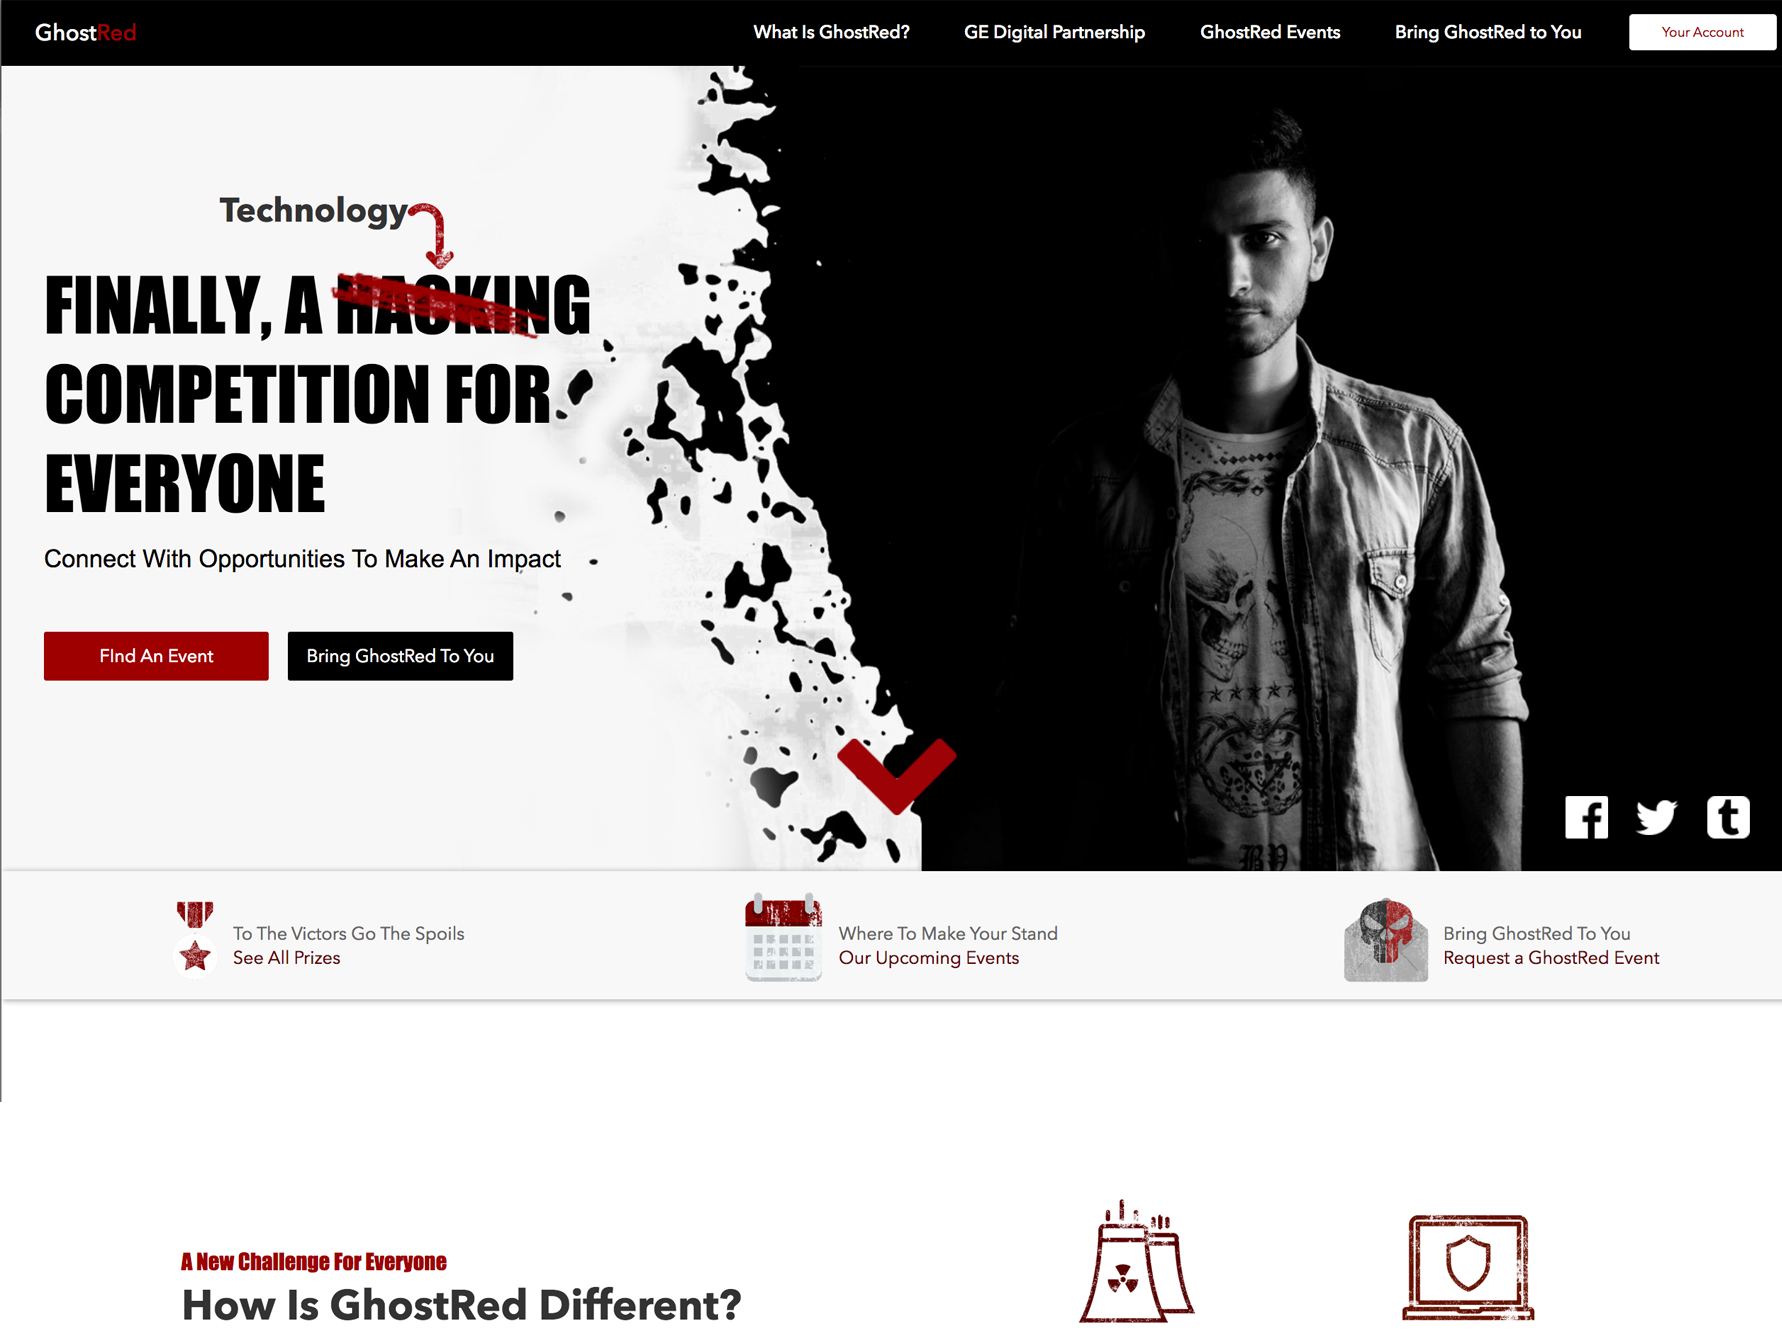 GhostRed
What Is GhostRed?
GE Digital Partnership
GhostRed Events
Bring GhostRed to You
Your Account
Technology
FINALLY, A HACKING
COMPETITION FOR
EVERYONE
Connect With Opportunities To Make An Impact
FInd An Event
Bring GhostRed To You
BY
To The Victors Go The Spoils
See All Prizes
Where To Make Your Stand
Our Upcoming Events
Bring GhostRed To You
Request a GhostRed Event
A New Challenge For Everyone
How Is GhostRed Different?